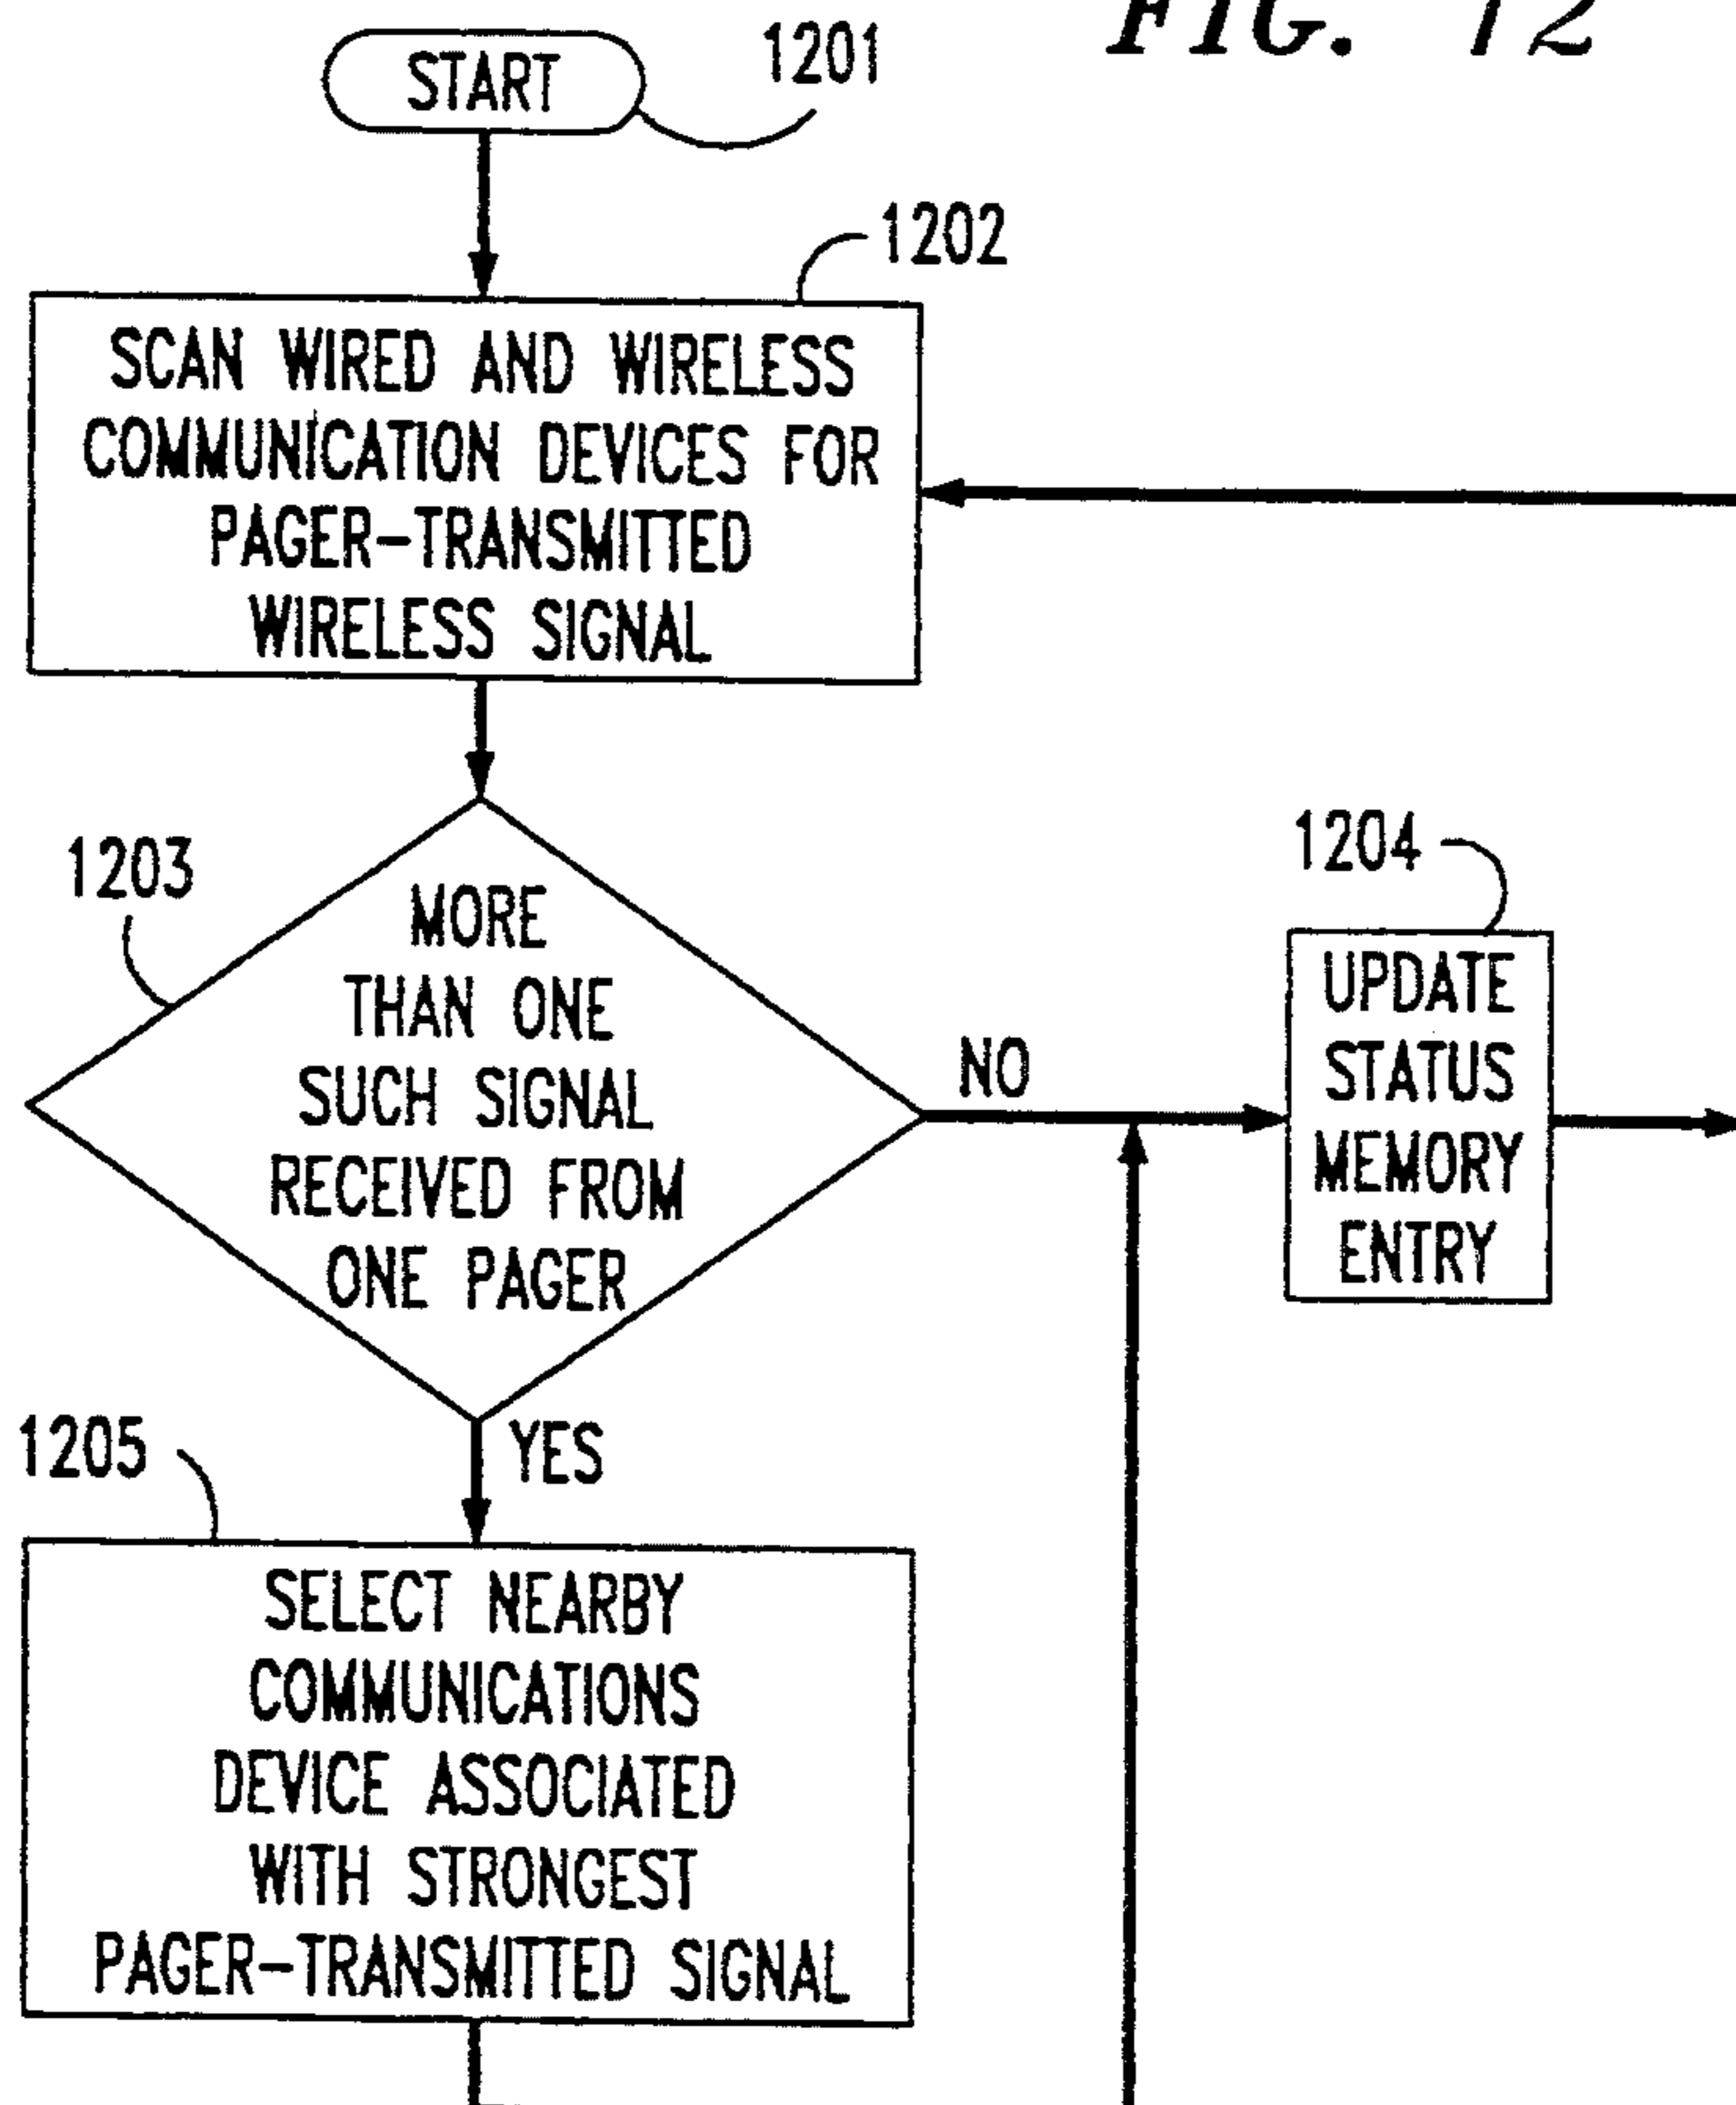 FIG. 12
START
1201
1202
SCAN WIRED AND WIRELESS
COMMUNICATION DEVICES FOR
PAGER-TRANSMITTED
WIRELESS SIGNAL
1203
MORE
THAN ONE
SUCH SIGNAL
RECEIVED FROM
ONE PAGER
NO
1204
UPDATE
STATUS
MEMORY
ENTRY
YES
1205
SELECT NEARBY
COMMUNICATIONS
DEVICE ASSOCIATED
WITH STRONGEST
PAGER-TRANSMITTED SIGNAL